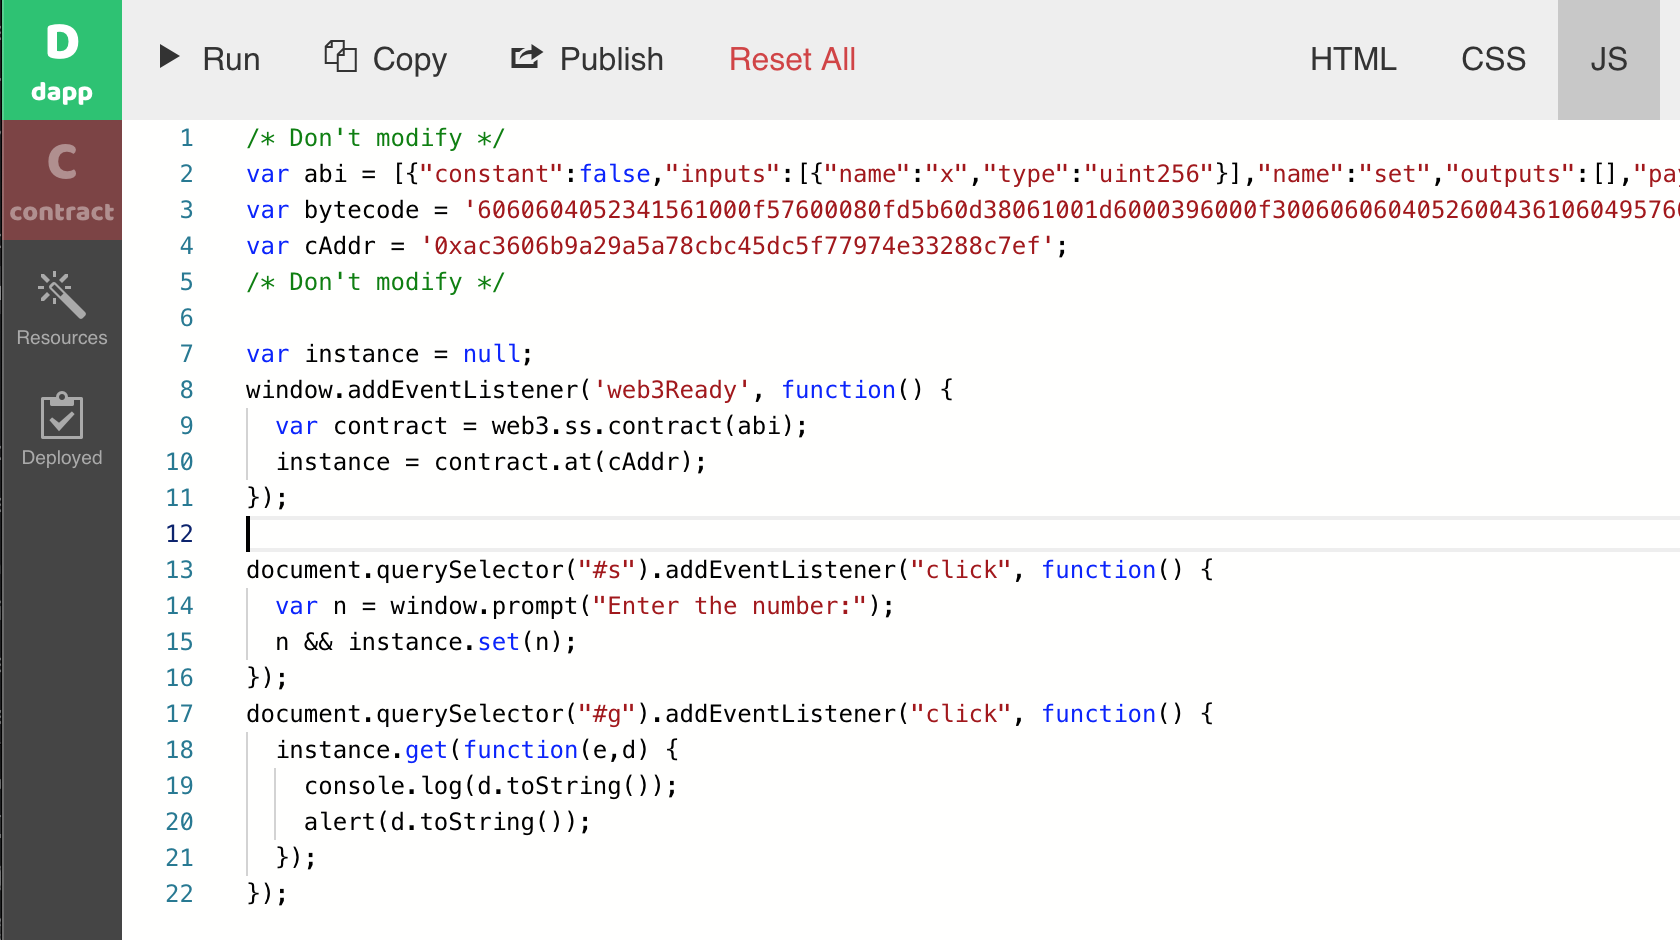 D
dapp
Run Copy Publish Reset All HTML CSS JS
C
contract
Resources
Deployed
1 /* Don't modify */
2 var abi = [{"constant":false,"inputs":[{"name":"x","type":"uint256"}],"name":"set","outputs":[],"pay
3 var bytecode = '6060604052341561000f57600080fd5b60d38061001d6000396000f3006060604052600436106049576
4 var cAddr = '0xac3606b9a29a5a78cbc45dc5f77974e33288c7ef';
5 /* Don't modify */
6
7 var instance = null;
8 window.addEventListener('web3Ready', function() {
9 var contract = web3.ss.contract(abi);
10 instance = contract.at(cAddr);
11 });
12
13 document.querySelector("#s").addEventListener("click", function() {
14 var n = window.prompt("Enter the number:");
15 n && instance.set(n);
16 });
17 document.querySelector("#g").addEventListener("click", function() {
18 instance.get(function(e,d) {
19 console.log(d.toString());
20 alert(d.toString());
21 });
22 });